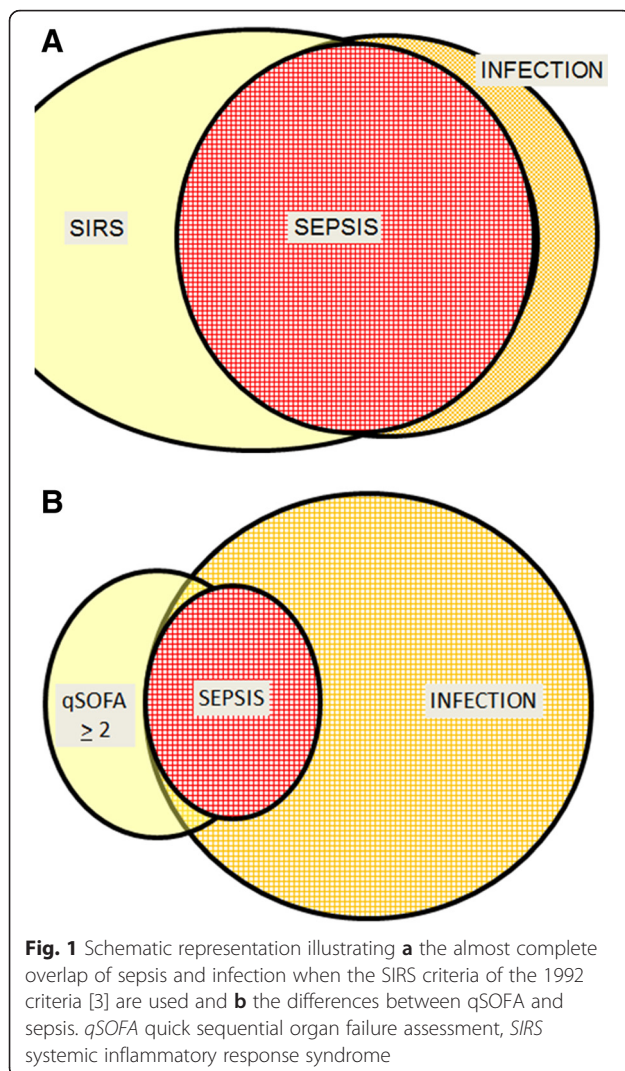 A
INFECTION
SIRS
SEPSIS
B
qSOFA
≥ 2
SEPSIS
INFECTION
Fig. 1 Schematic representation illustrating a the almost complete
overlap of sepsis and infection when the SIRS criteria of the 1992
criteria [3] are used and b the differences between qSOFA and
sepsis. qSOFA quick sequential organ failure assessment, SIRS
systemic inflammatory response syndrome